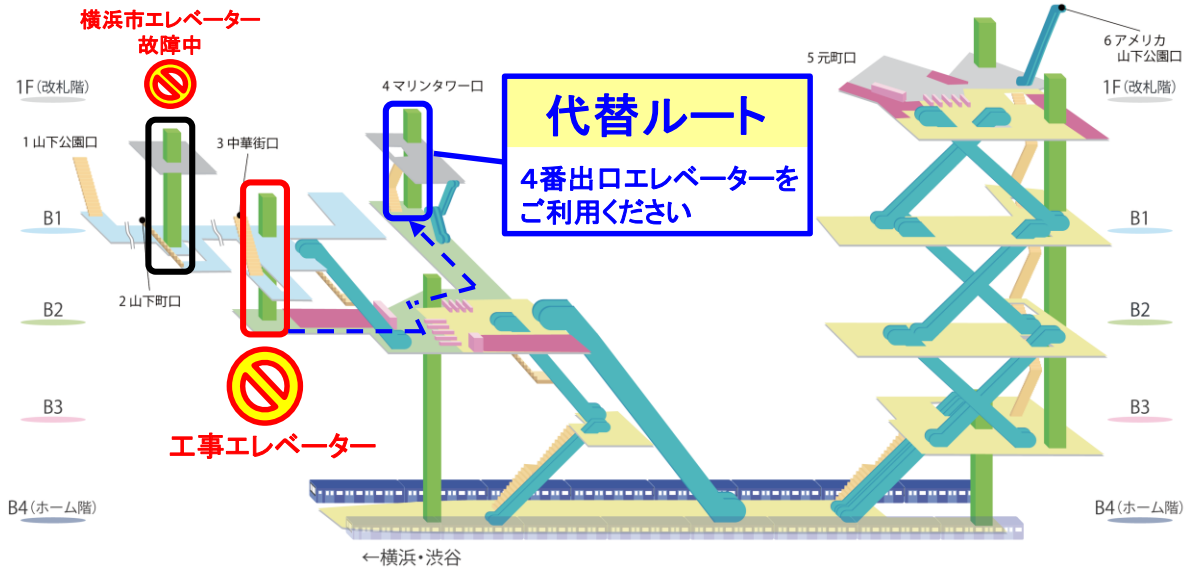 横浜市エレベーター
故障中
1F(改札階)
1 山下公園口
3 中華街口
4 マリンタワー口
代替ルート
4番出口エレベーターを
ご利用ください
5 元町口
6 アメリカ
山下公園口
1F(改札階)
B1
2 山下町口
B2
B3
工事エレベーター
B4(ホーム階)
←横浜・渋谷
B1
B2
B3
B4(ホーム階)